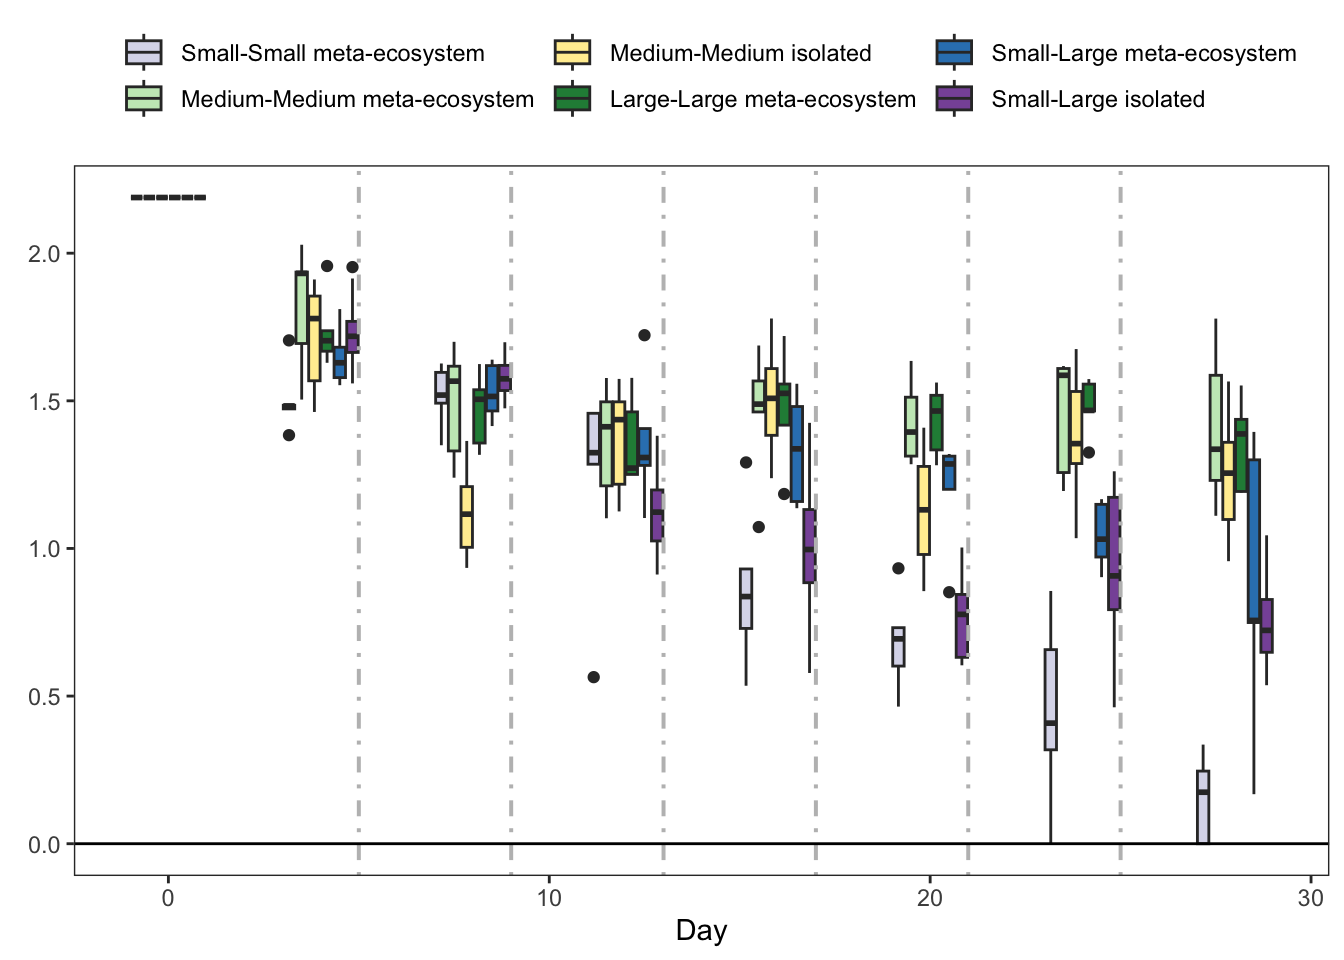 Small-Small meta-ecosystem Medium-Medium isolated Small-Large meta-ecosystem
Medium-Medium meta-ecosystem Large-Large meta-ecosystem Small-Large isolated
2.0
1.5
1.0
0.5
0.0
0 10 20 30
Day